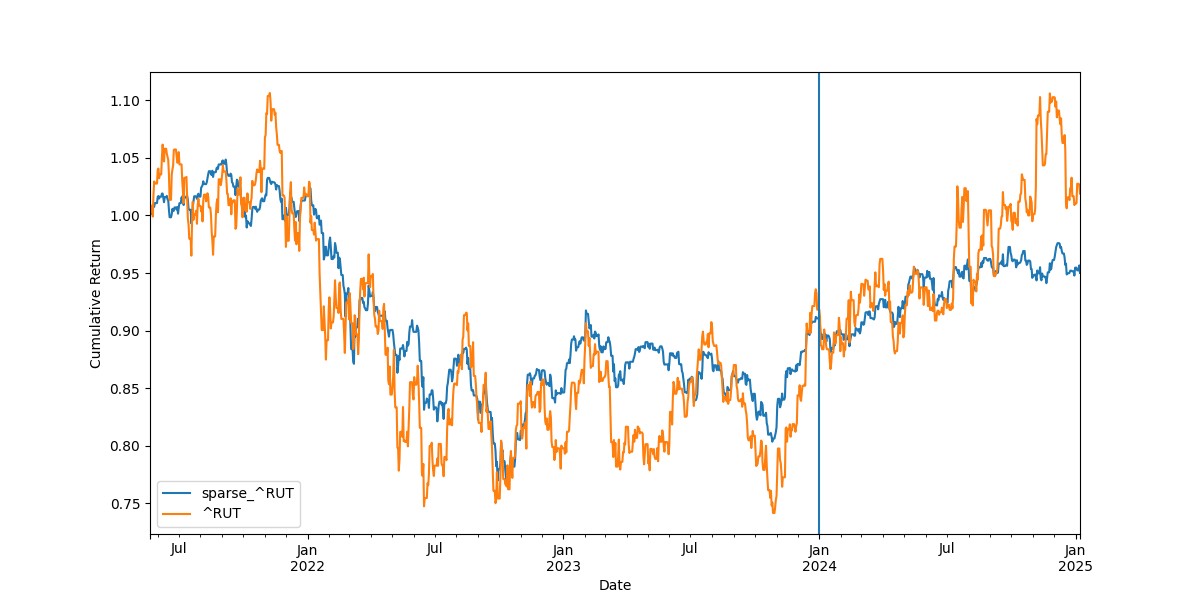 Cumulative Return
1.10
1.05
1.00
0.95
0.90
0.85
0.80
0.75
sparse_^RUT
^RUT
Jul
Jan
2022
Jul
Jan
2023
Jul
Jan
2024
Jul
Jan
2025
Date